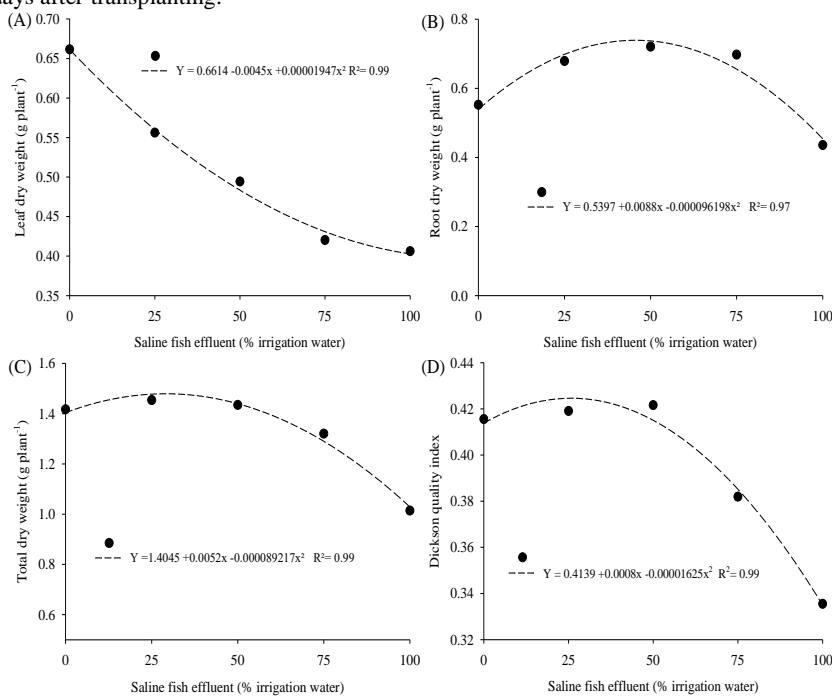 days after transplanting.
(A)
0.70
0.65
0.60
0.55
0.50
0.45
0.40
0.35
Leaf dry weight (g plant⁻¹)
Y = 0.6614 -0.0045x +0.00001947x² R²= 0.99
0 25 50 75 100
Saline fish effluent (% irrigation water)
(B)
0.8
0.6
0.4
0.2
0.0
Root dry weight (g plant⁻¹)
Y = 0.5397 +0.0088x -0.000096198x² R²= 0.97
0 25 50 75 100
Saline fish effluent (% irrigation water)
(C)
1.6
1.4
1.2
1.0
0.8
0.6
Total dry weight (g plant⁻¹)
Y =1.4045 +0.0052x -0.000089217x² R²= 0.99
0 25 50 75 100
Saline fish effluent (% irrigation water)
(D)
0.44
0.42
0.40
0.38
0.36
0.34
0.32
Dickson quality index
Y = 0.4139 +0.0008x -0.00001625x² R²= 0.99
0 25 50 75 100
Saline fish effluent (% irrigation water)